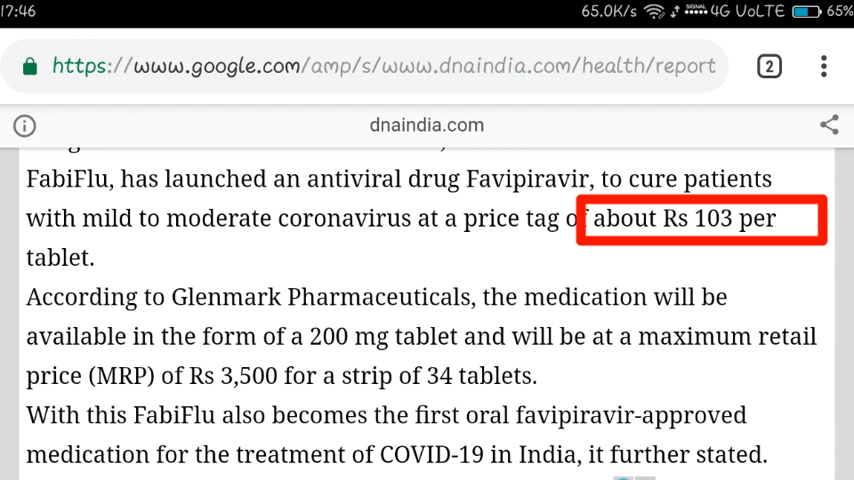 17:46 65.0K/s 4G VoLTE 65%
https://www.google.com/amp/s/www.dnaindia.com/health/report 2
dnaindia.com
FabiFlu, has launched an antiviral drug Favipiravir, to cure patients
with mild to moderate coronavirus at a price tag of about Rs 103 per
tablet.
According to Glenmark Pharmaceuticals, the medication will be
available in the form of a 200 mg tablet and will be at a maximum retail
price (MRP) of Rs 3,500 for a strip of 34 tablets.
With this FabiFlu also becomes the first oral favipiravir-approved
medication for the treatment of COVID-19 in India, it further stated.